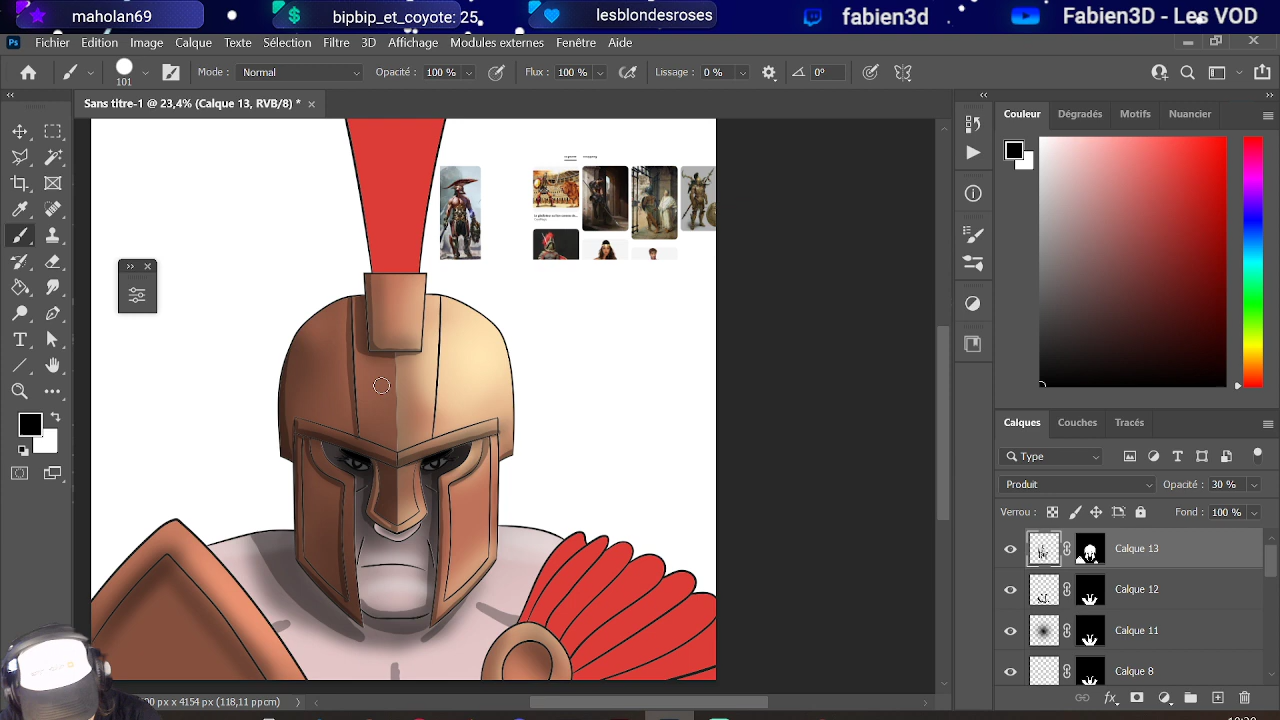 maholan69
bipbip_et_coyote: 25
leblondesroses
fabien3d
Fabien3D - Les VOD
Fichier Edition Image Calque Texte Sélection Filtre 3D Affichage Modules externes Fenêtre Aide
101 Mode : Normal Opacité : 100 % Flux : 100 % Lissage : 0 % 0°
Sans titre-1 @ 23,4% (Calque 13, RVB/8) *
Couleur Dégradés Motifs Nuancier
Calques Couches Tracés
Type
Produit Opacité : 30 %
Verrou : Fond : 100 %
Calque 13
Calque 12
Calque 11
Calque 8
00 px x 4154 px (118,11 ppcm)